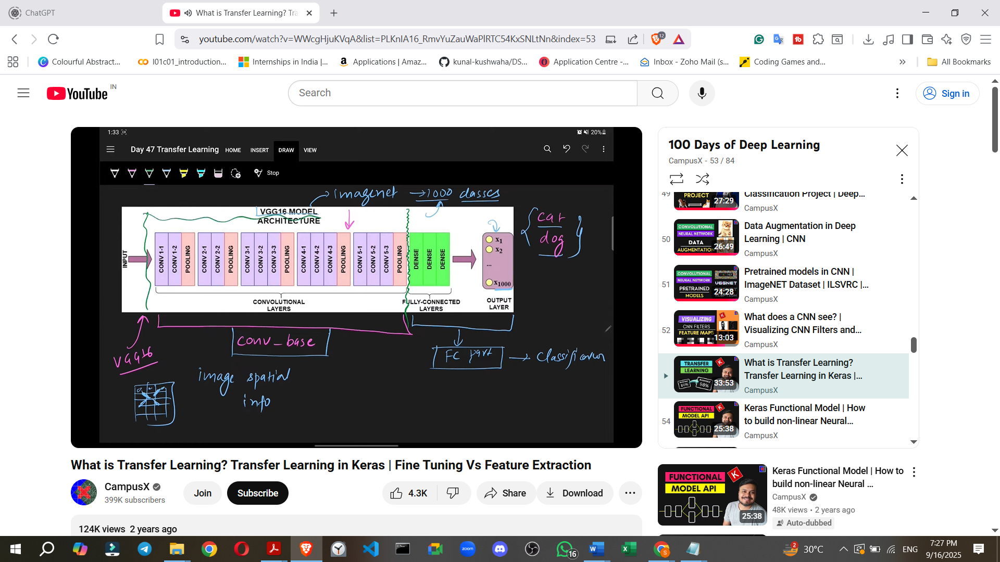 ChatGPT
What is Transfer Learning? Tra
youtube.com/watch?v=WWcgHjuKVqA&list=PLKnIA16_RmvYuZauWaPlRTC54KxSNLtNn&index=53
12
Colourful Abstract...
l01c01_introduction...
Internships in India |...
Applications | Amaz...
kunal-kushwaha/DS...
Application Centre -...
Inbox - Zoho Mail (s...
Coding Games and...
All Bookmarks
YouTube IN
Search
Sign in
1:33
20%
Day 47 Transfer Learning
HOME
INSERT
DRAW
VIEW
Stop
imagenet → 1000 classes
VGG16 MODEL
ARCHITECTURE
INPUT
CONV 1-1
CONV 1-2
POOLING
CONV 2-1
CONV 2-2
POOLING
CONV 3-1
CONV 3-2
CONV 3-3
POOLING
CONV 4-1
CONV 4-2
CONV 4-3
POOLING
CONV 5-1
CONV 5-2
CONV 5-3
POOLING
DENSE
DENSE
DENSE
x1
x2
...
x1000
CONVOLUTIONAL
LAYERS
FULLY-CONNECTED
LAYERS
OUTPUT
LAYER
dog
conv_base
VGG16
FC part → Classification
image spatial
info
100 Days of Deep Learning
CampusX - 53 / 84
49
PROJECT
27:29
Classification Project | Deep...
CampusX
50
CONVOLUTIONAL
NEURAL NETWORK
DATA
AUGMENTATION
26:49
Data Augmentation in Deep
Learning | CNN
CampusX
51
CONVOLUTIONAL
NEURAL NETWORK
PRETRAINED
MODELS
VGGNET
24:28
Pretrained models in CNN |
ImageNET Dataset | ILSVRC |...
CampusX
52
VISUALIZING
CNN FILTERS
FEATURE MAPS
13:03
What does a CNN see? |
Visualizing CNN Filters and...
CampusX
TRANSFER
LEARNING
80%
98%
33:53
What is Transfer Learning?
Transfer Learning in Keras |...
CampusX
54
FUNCTIONAL
MODEL API
25:38
Keras Functional Model | How
to build non-linear Neural...
CampusX
What is Transfer Learning? Transfer Learning in Keras | Fine Tuning Vs Feature Extraction
CampusX
399K subscribers
Join
Subscribe
4.3K
Share
Download
124K views 2 years ago
FUNCTIONAL
MODEL API
K
25:38
Keras Functional Model | How to
build non-linear Neural ...
CampusX
48K views • 2 years ago
Auto-dubbed
zoom
16
2
30°C
ENG
7:27 PM
9/16/2025